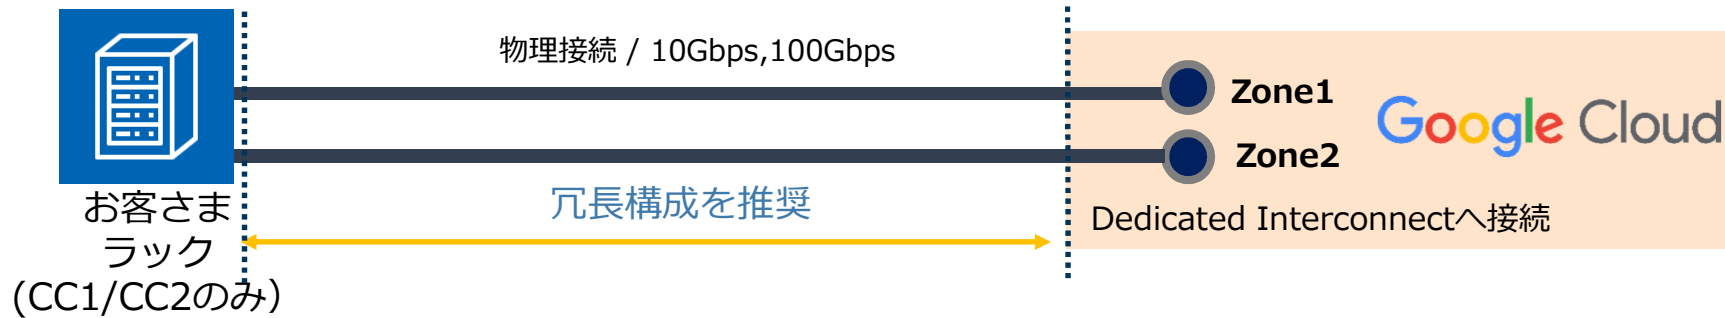 物理接続 / 10Gbps,100Gbps
Zone1
Google Cloud
Zone2
冗長構成を推奨
Dedicated Interconnectへ接続
お客さま
ラック
(CC1/CC2のみ）